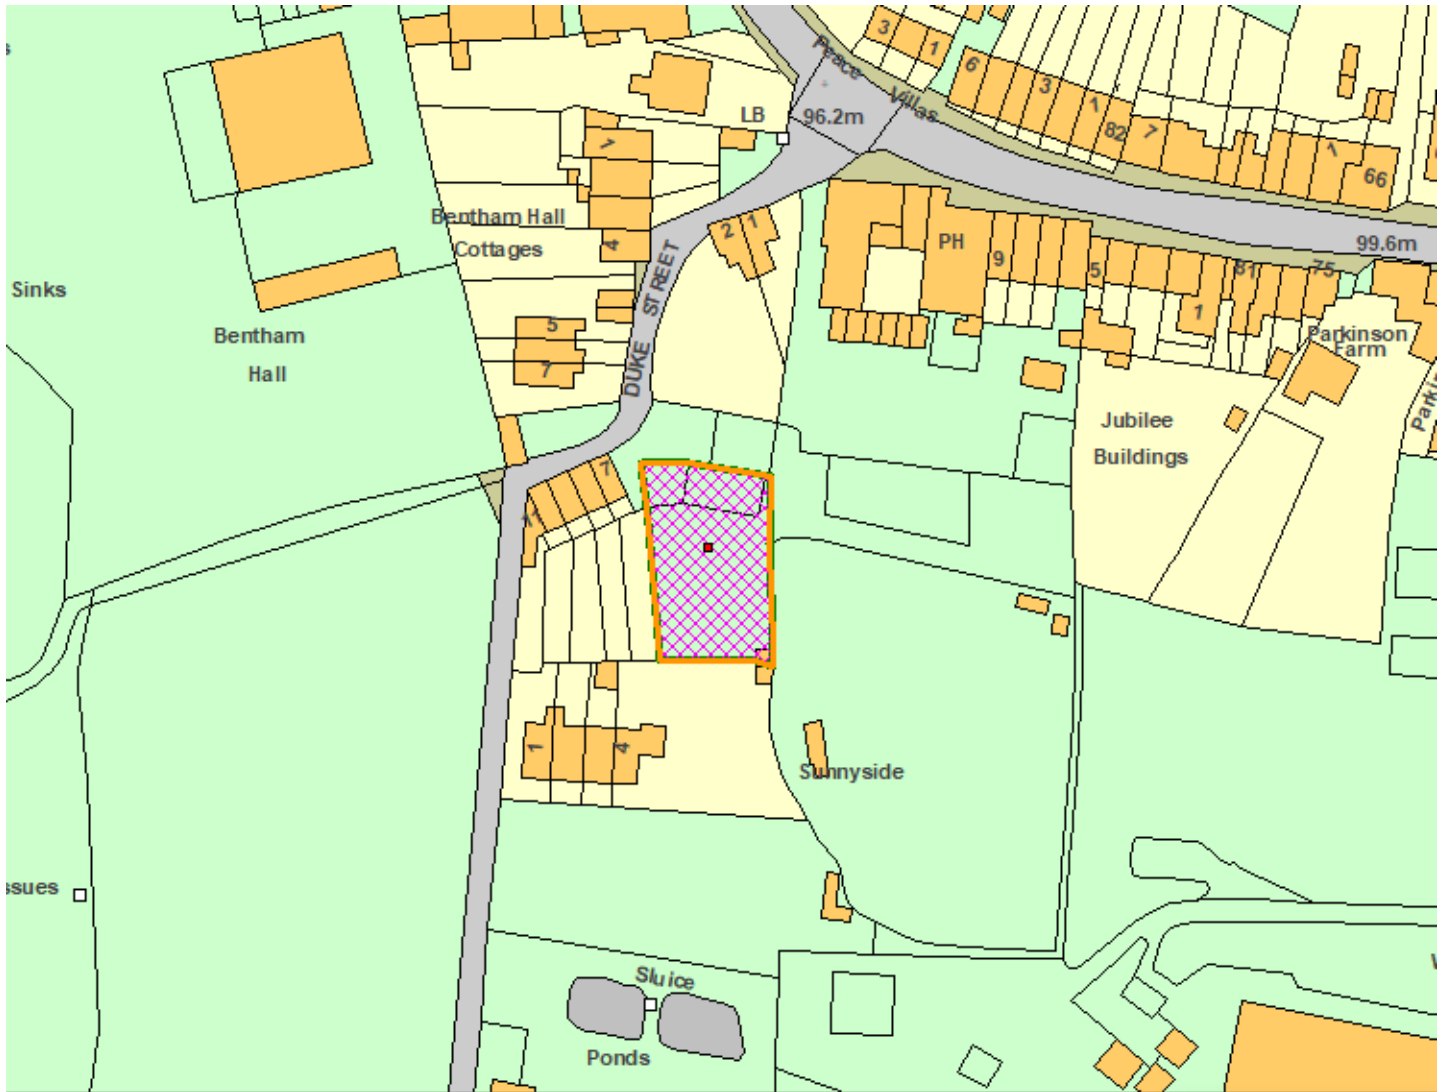 3
1
Peace
Villas
6
3
1
82
7
1
66
LB
96.2m
1
Bentham Hall
Cottages
4
2
1
PH
9
5
81
75
99.6m
1
DUKE STREET
Sinks
Bentham
Hall
5
7
Parkinson
Farm
Jubilee
Buildings
7
11
1
4
Sunnyside
Sluice
Ponds